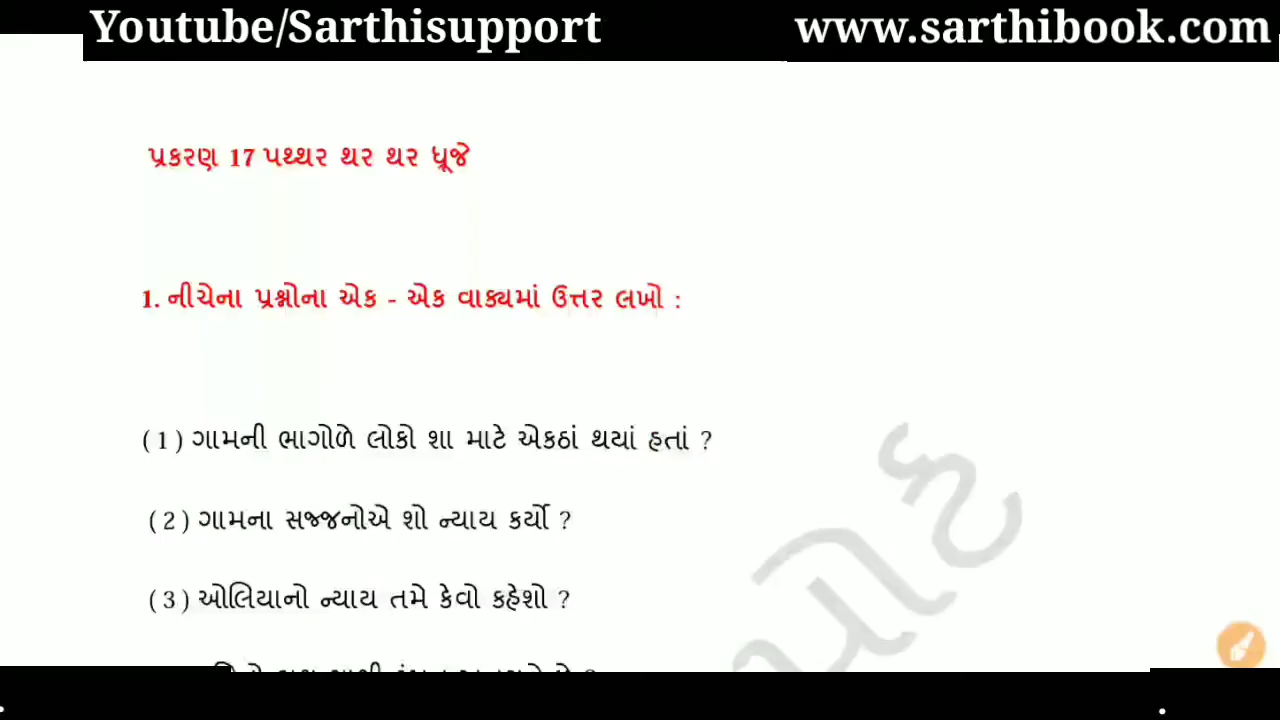 Youtube/Sarthisupport www.sarthibook.com
પ્રકરણ 17 પથ્થર થર થર ધ્રૂજે
1. નીચેના પ્રશ્નોના એક - એક વાક્યમાં ઉત્તર લખો :
(1) ગામની ભાગોળે લોકો શા માટે એકઠાં થયાં હતાં ?
(2) ગામના સજ્જનોએ શો ન્યાય કર્યો ?
(3) ઓલિયાનો ન્યાય તમે કેવો કહેશો ?